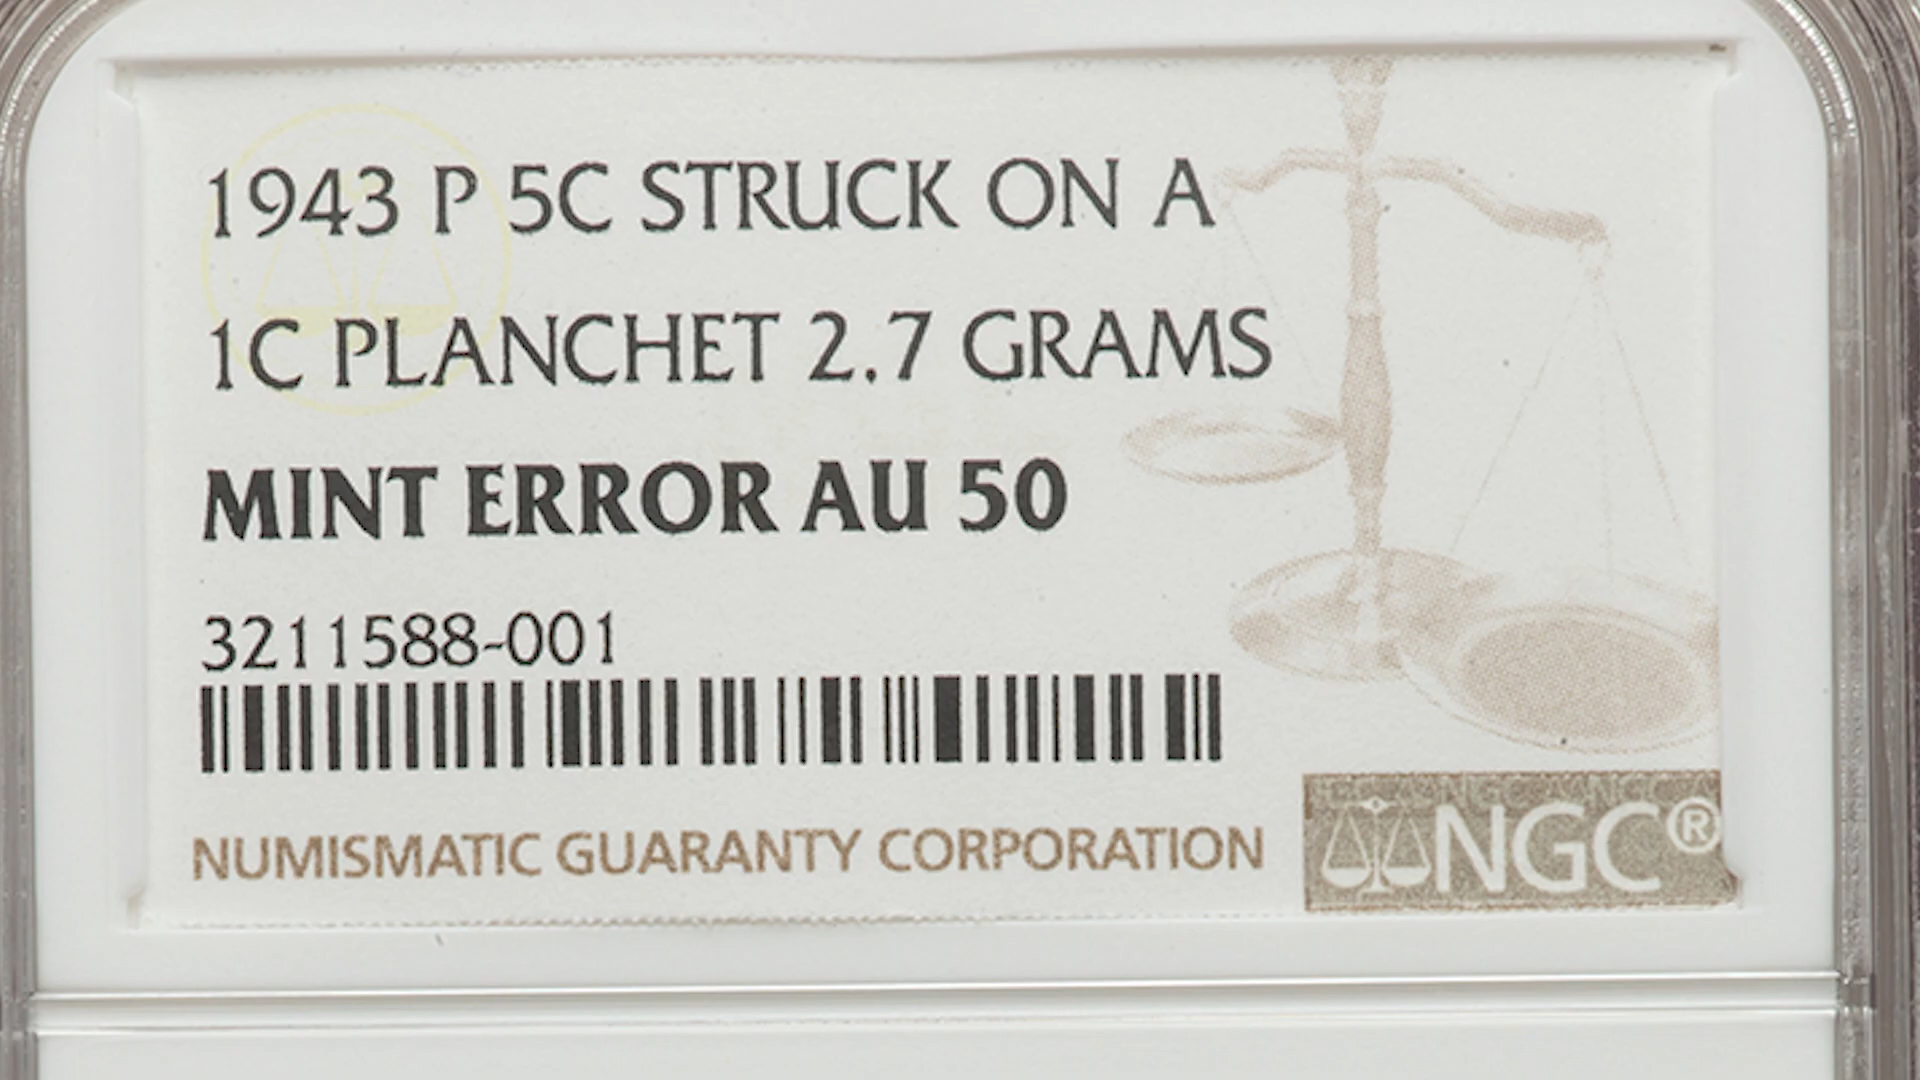 1943 P 5C STRUCK ON A
1C PLANCHET 2.7 GRAMS
MINT ERROR AU 50
3211588-001
NUMISMATIC GUARANTY CORPORATION
NGC®